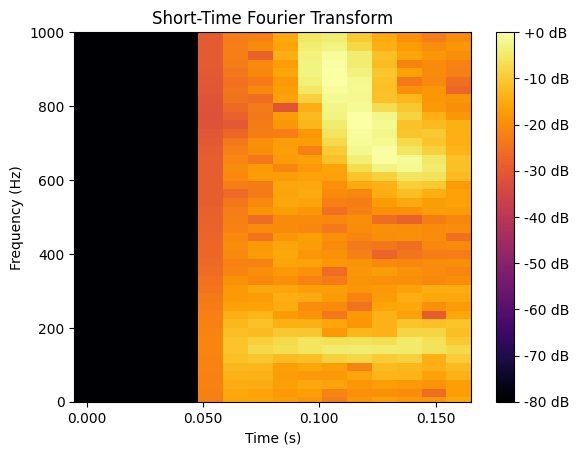 Short-Time Fourier Transform
Frequency (Hz)
1000
800
600
400
200
0
0.000
0.050
0.100
0.150
Time (s)
+0 dB
-10 dB
-20 dB
-30 dB
-40 dB
-50 dB
-60 dB
-70 dB
-80 dB